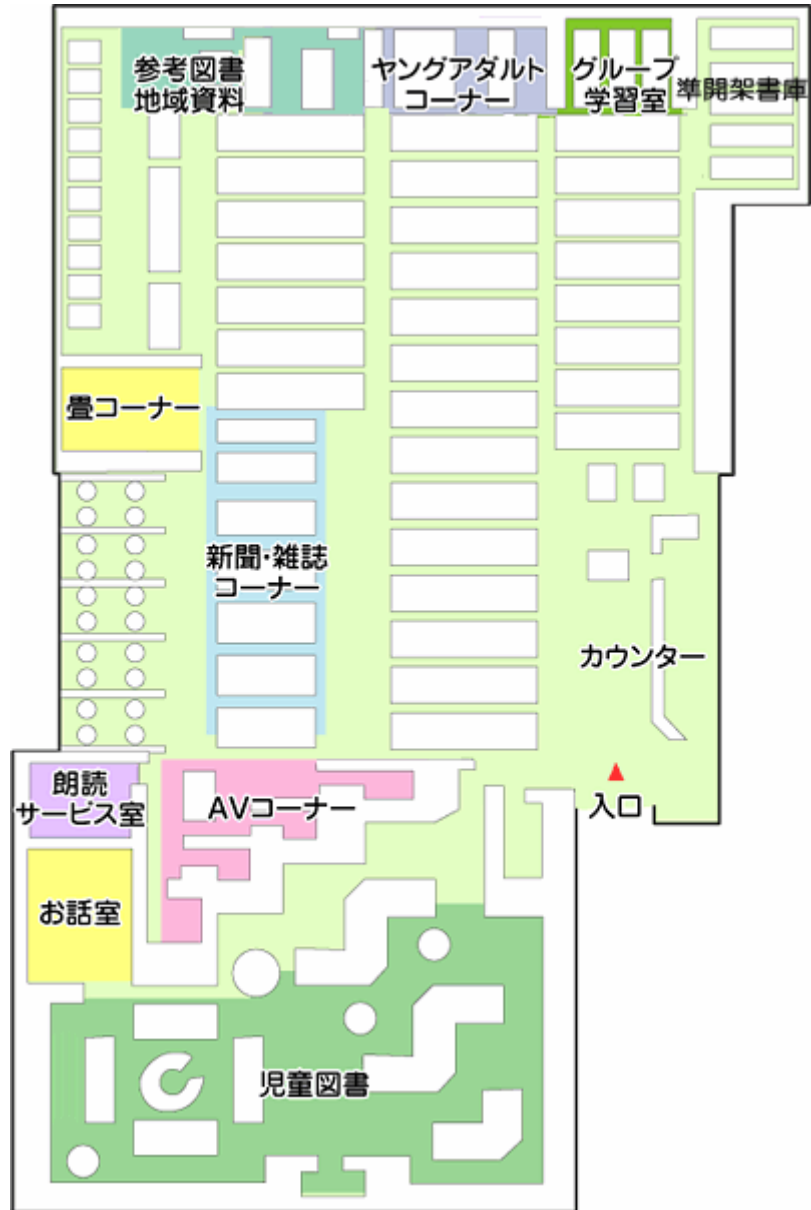 参考図書
地域資料
ヤングアダルト
コーナー
グループ
学習室
準開架書庫
畳コーナー
新聞・雑誌
コーナー
カウンター
入口
朗読
サービス室
AVコーナー
お話室
児童図書